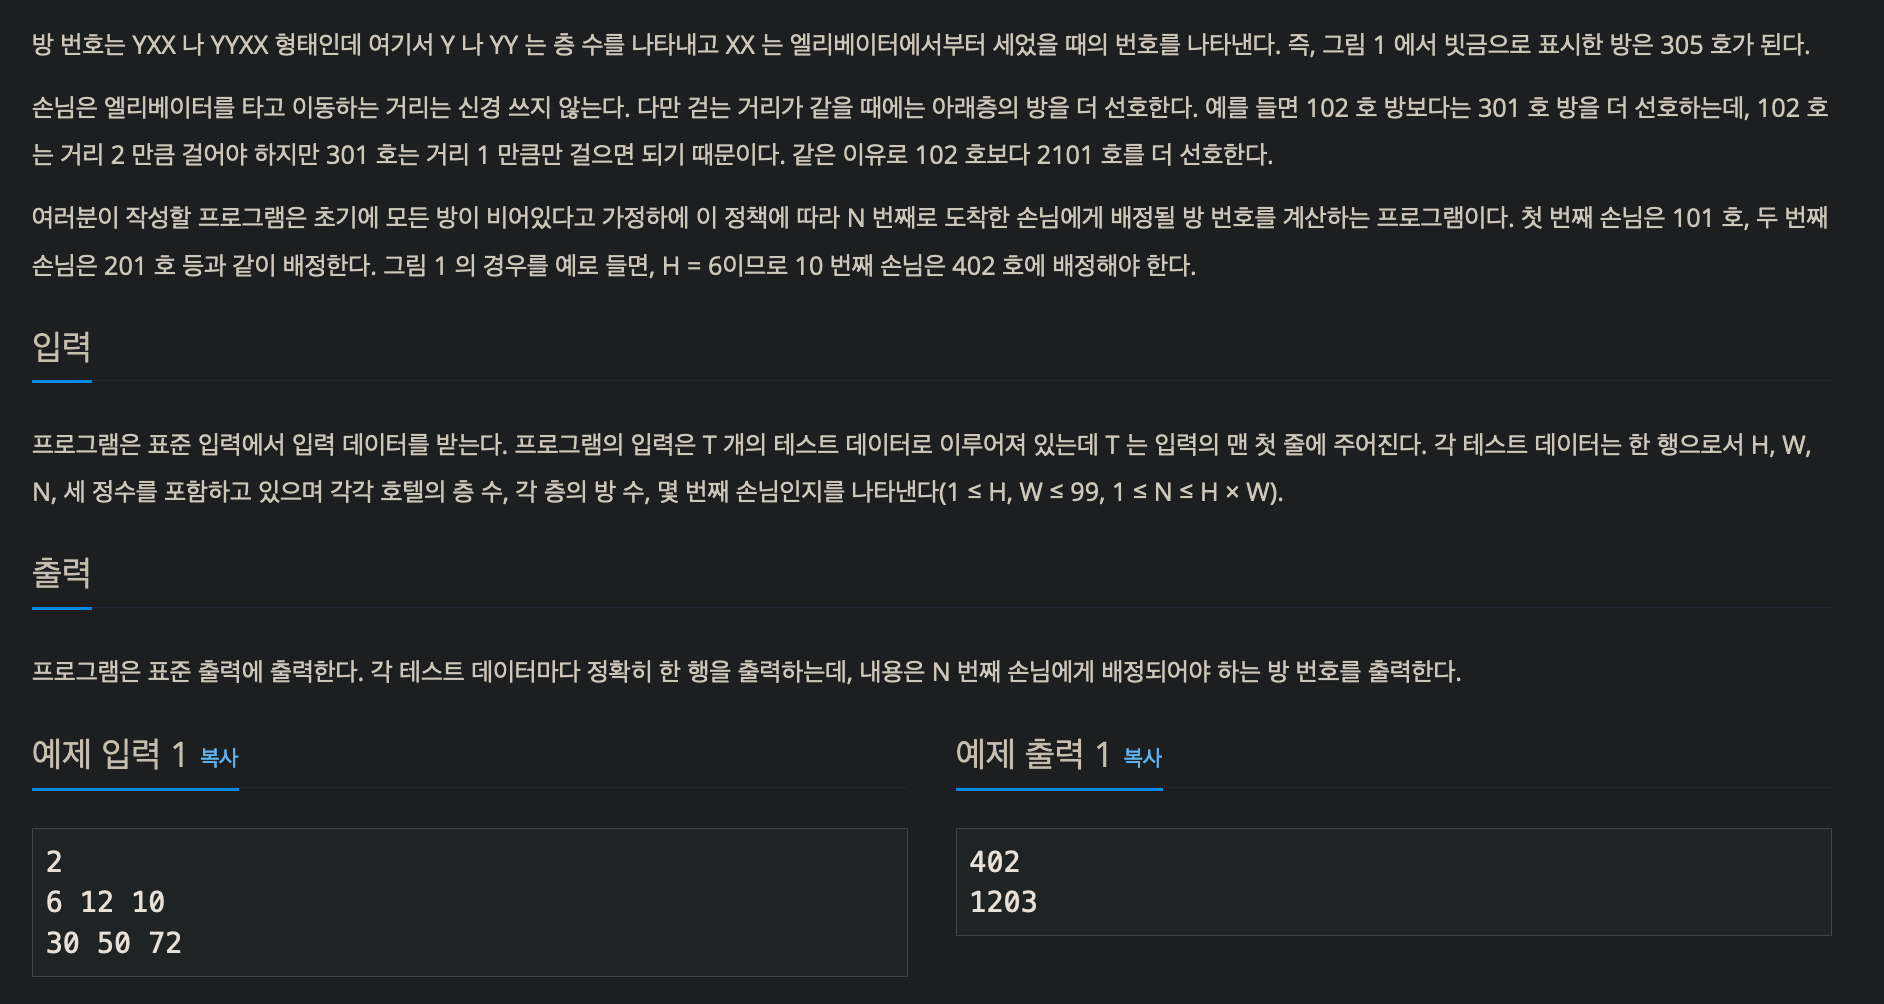 방 번호는 YXX 나 YYXX 형태인데 여기서 Y 나 YY 는 층 수를 나타내고 XX 는 엘리베이터에서부터 세었을 때의 번호를 나타낸다. 즉, 그림 1 에서 빗금으로 표시한 방은 305 호가 된다.
손님은 엘리베이터를 타고 이동하는 거리는 신경 쓰지 않는다. 다만 걷는 거리가 같을 때에는 아래층의 방을 더 선호한다. 예를 들면 102 호 방보다는 301 호 방을 더 선호하는데, 102 호
는 거리 2 만큼 걸어야 하지만 301 호는 거리 1 만큼만 걸으면 되기 때문이다. 같은 이유로 102 호보다 2101 호를 더 선호한다.
여러분이 작성할 프로그램은 초기에 모든 방이 비어있다고 가정하에 이 정책에 따라 N 번째로 도착한 손님에게 배정될 방 번호를 계산하는 프로그램이다. 첫 번째 손님은 101 호, 두 번째
손님은 201 호 등과 같이 배정한다. 그림 1 의 경우를 예로 들면, H = 6이므로 10 번째 손님은 402 호에 배정해야 한다.
입력
프로그램은 표준 입력에서 입력 데이터를 받는다. 프로그램의 입력은 T 개의 테스트 데이터로 이루어져 있는데 T 는 입력의 맨 첫 줄에 주어진다. 각 테스트 데이터는 한 행으로서 H, W,
N, 세 정수를 포함하고 있으며 각각 호텔의 층 수, 각 층의 방 수, 몇 번째 손님인지를 나타낸다(1 ≤ H, W ≤ 99, 1 ≤ N ≤ H × W).
출력
프로그램은 표준 출력에 출력한다. 각 테스트 데이터마다 정확히 한 행을 출력하는데, 내용은 N 번째 손님에게 배정되어야 하는 방 번호를 출력한다.
예제 입력 1 복사
2
6 12 10
30 50 72
예제 출력 1 복사
402
1203